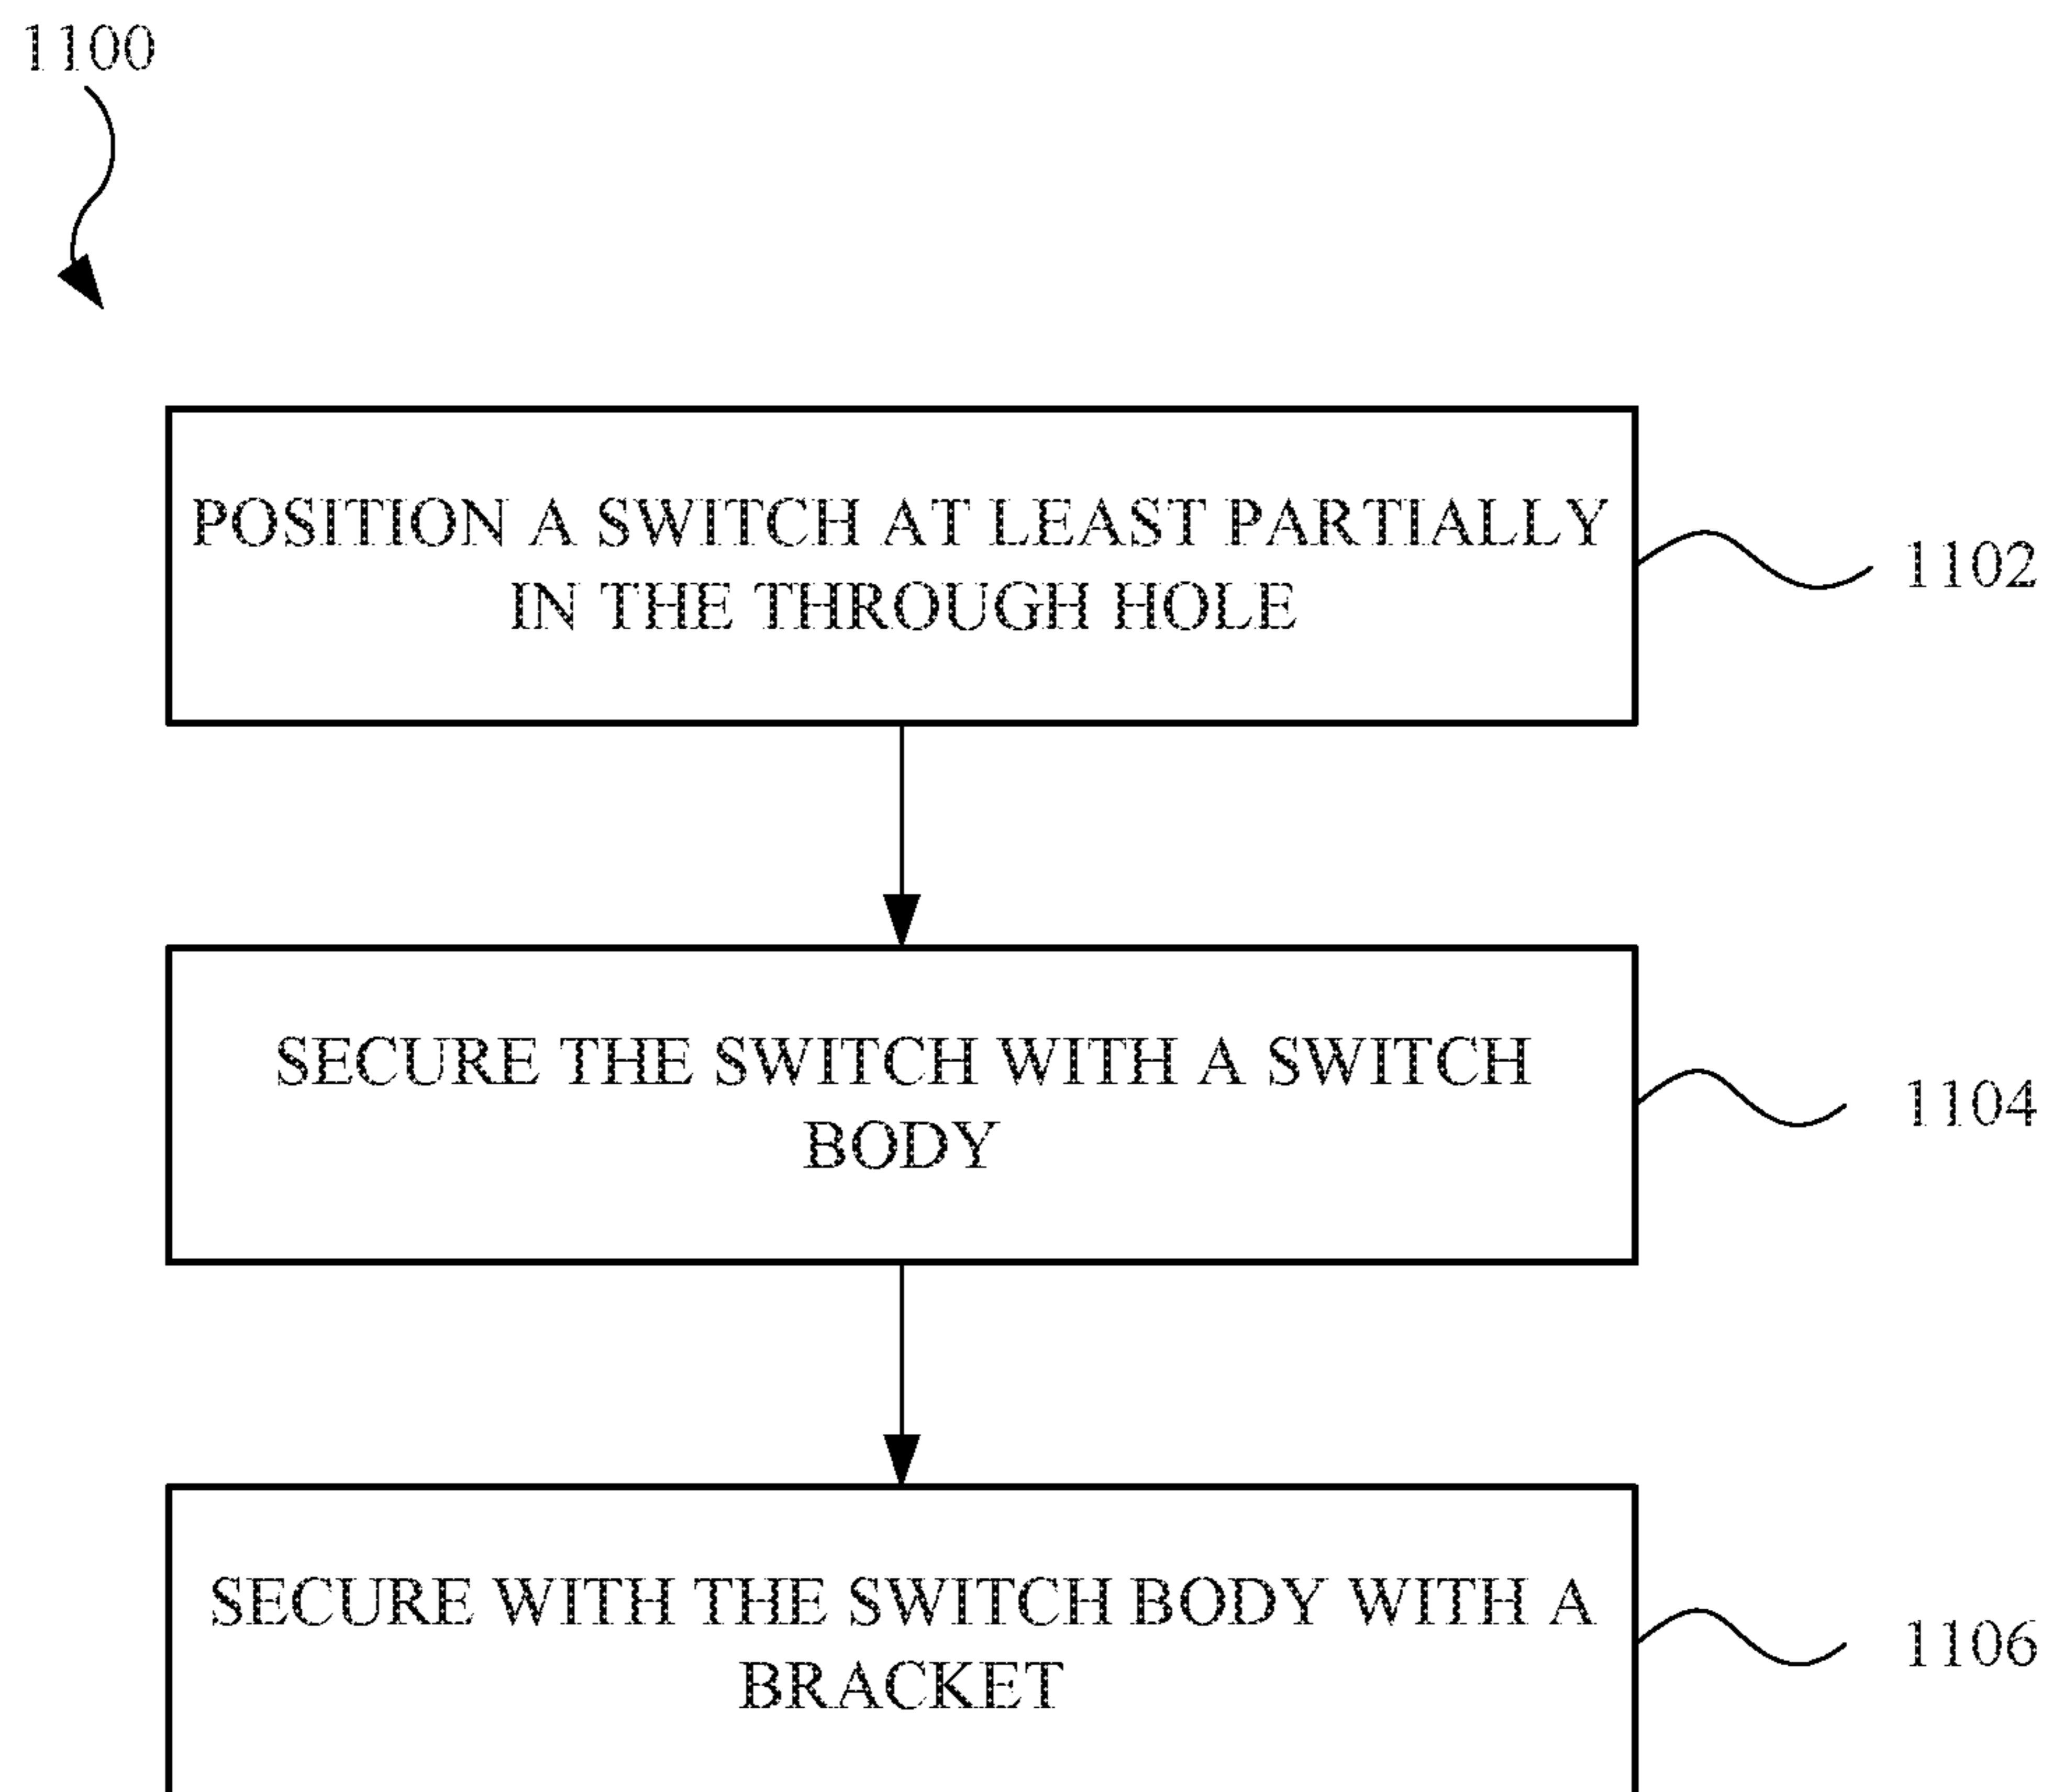 1100
POSITION A SWITCH AT LEAST PARTIALLY
IN THE THROUGH HOLE
1102
SECURE THE SWITCH WITH A SWITCH
BODY
1104
SECURE WITH THE SWITCH BODY WITH A
BRACKET
1106